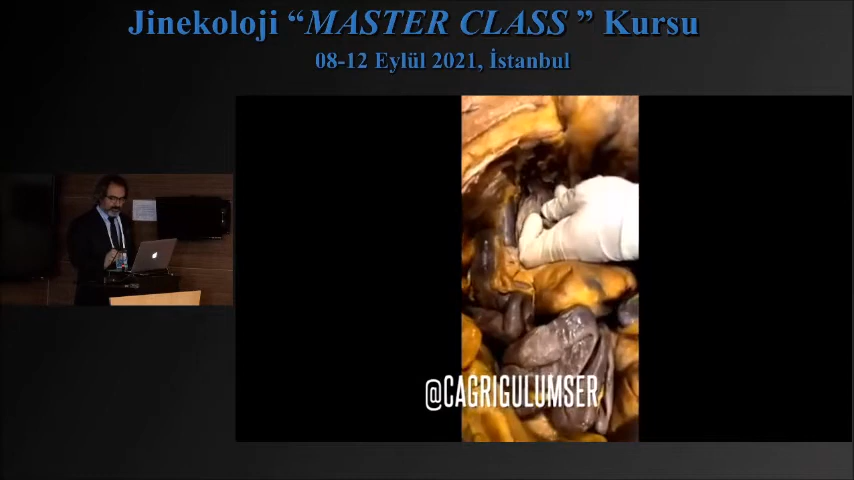 Jinekoloji “MASTER CLASS ” Kursu
08-12 Eylül 2021, İstanbul
@CAGRIGULUMSER